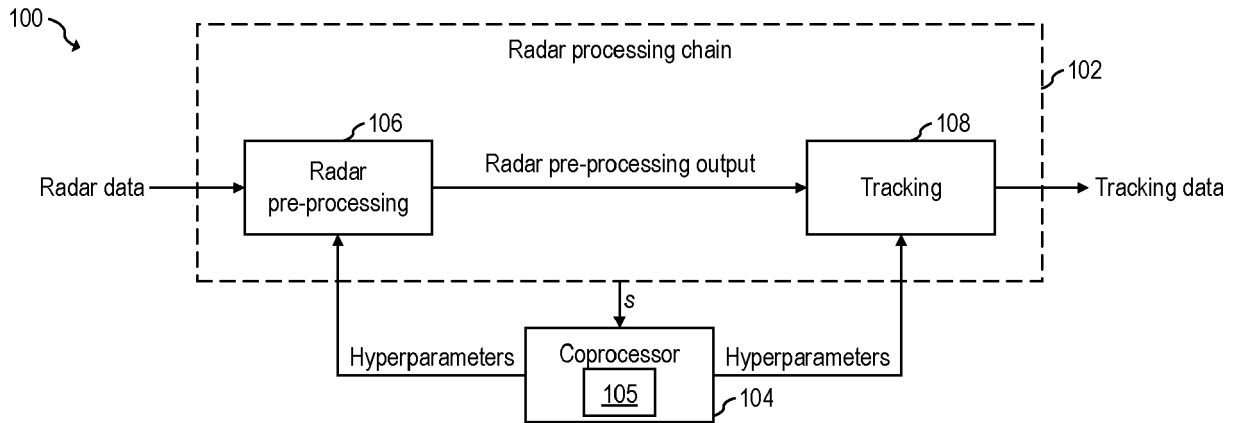 100
Radar processing chain
102
106
108
Radar data
Radar
pre-processing
Radar pre-processing output
Tracking
Tracking data
s
Hyperparameters
Coprocessor
Hyperparameters
105
104